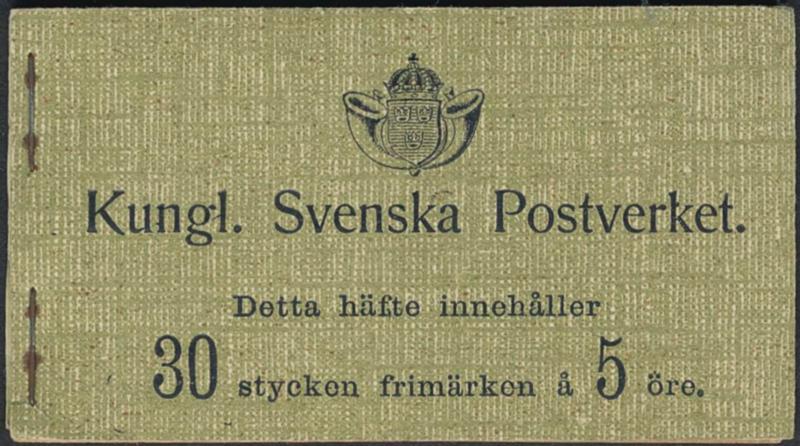 Kungl. Svenska Postverket.
Detta häfte innehåller
30 stycken frimärken å 5 öre.